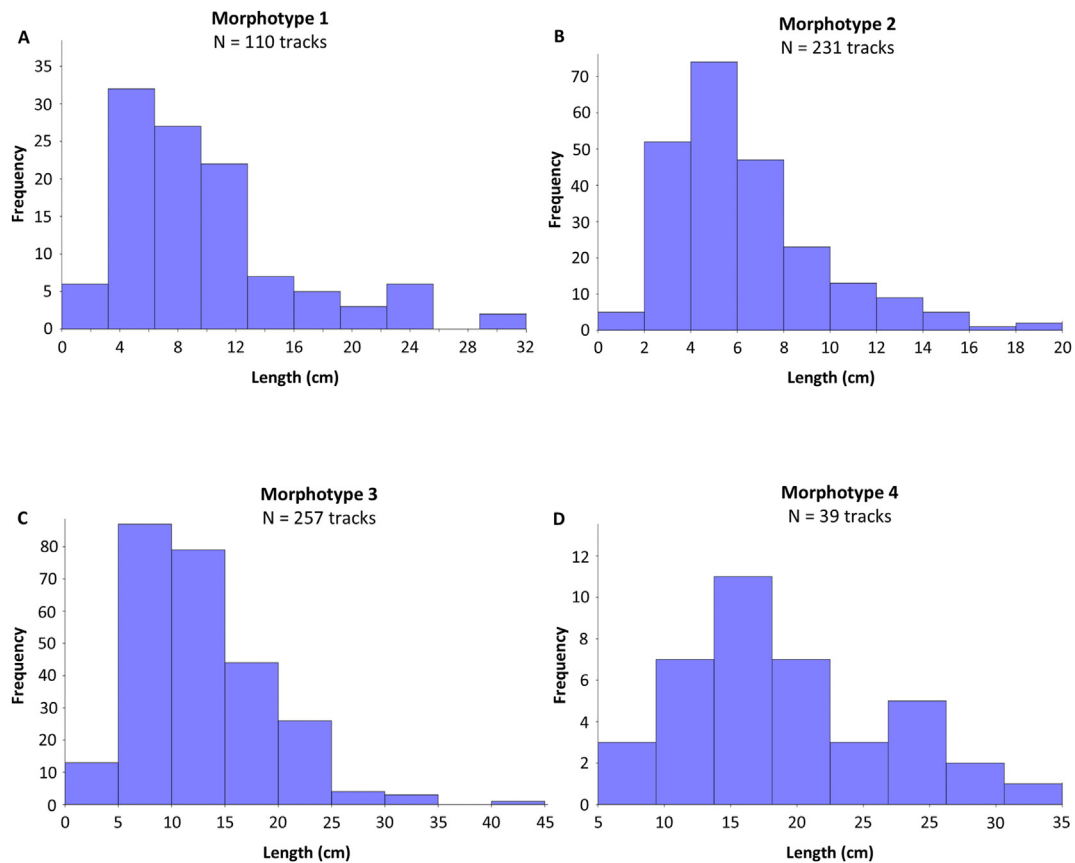 A
Morphotype 1
N = 110 tracks
35
30
25
20
15
10
5
0
Frequency
0 4 8 12 16 20 24 28 32
Length (cm)
B
Morphotype 2
N = 231 tracks
70
60
50
40
30
20
10
0
Frequency
0 2 4 6 8 10 12 14 16 18 20
Length (cm)
C
Morphotype 3
N = 257 tracks
80
70
60
50
40
30
20
10
0
Frequency
0 5 10 15 20 25 30 35 40 45
Length (cm)
D
Morphotype 4
N = 39 tracks
12
10
8
6
4
2
0
Frequency
5 10 15 20 25 30 35
Length (cm)